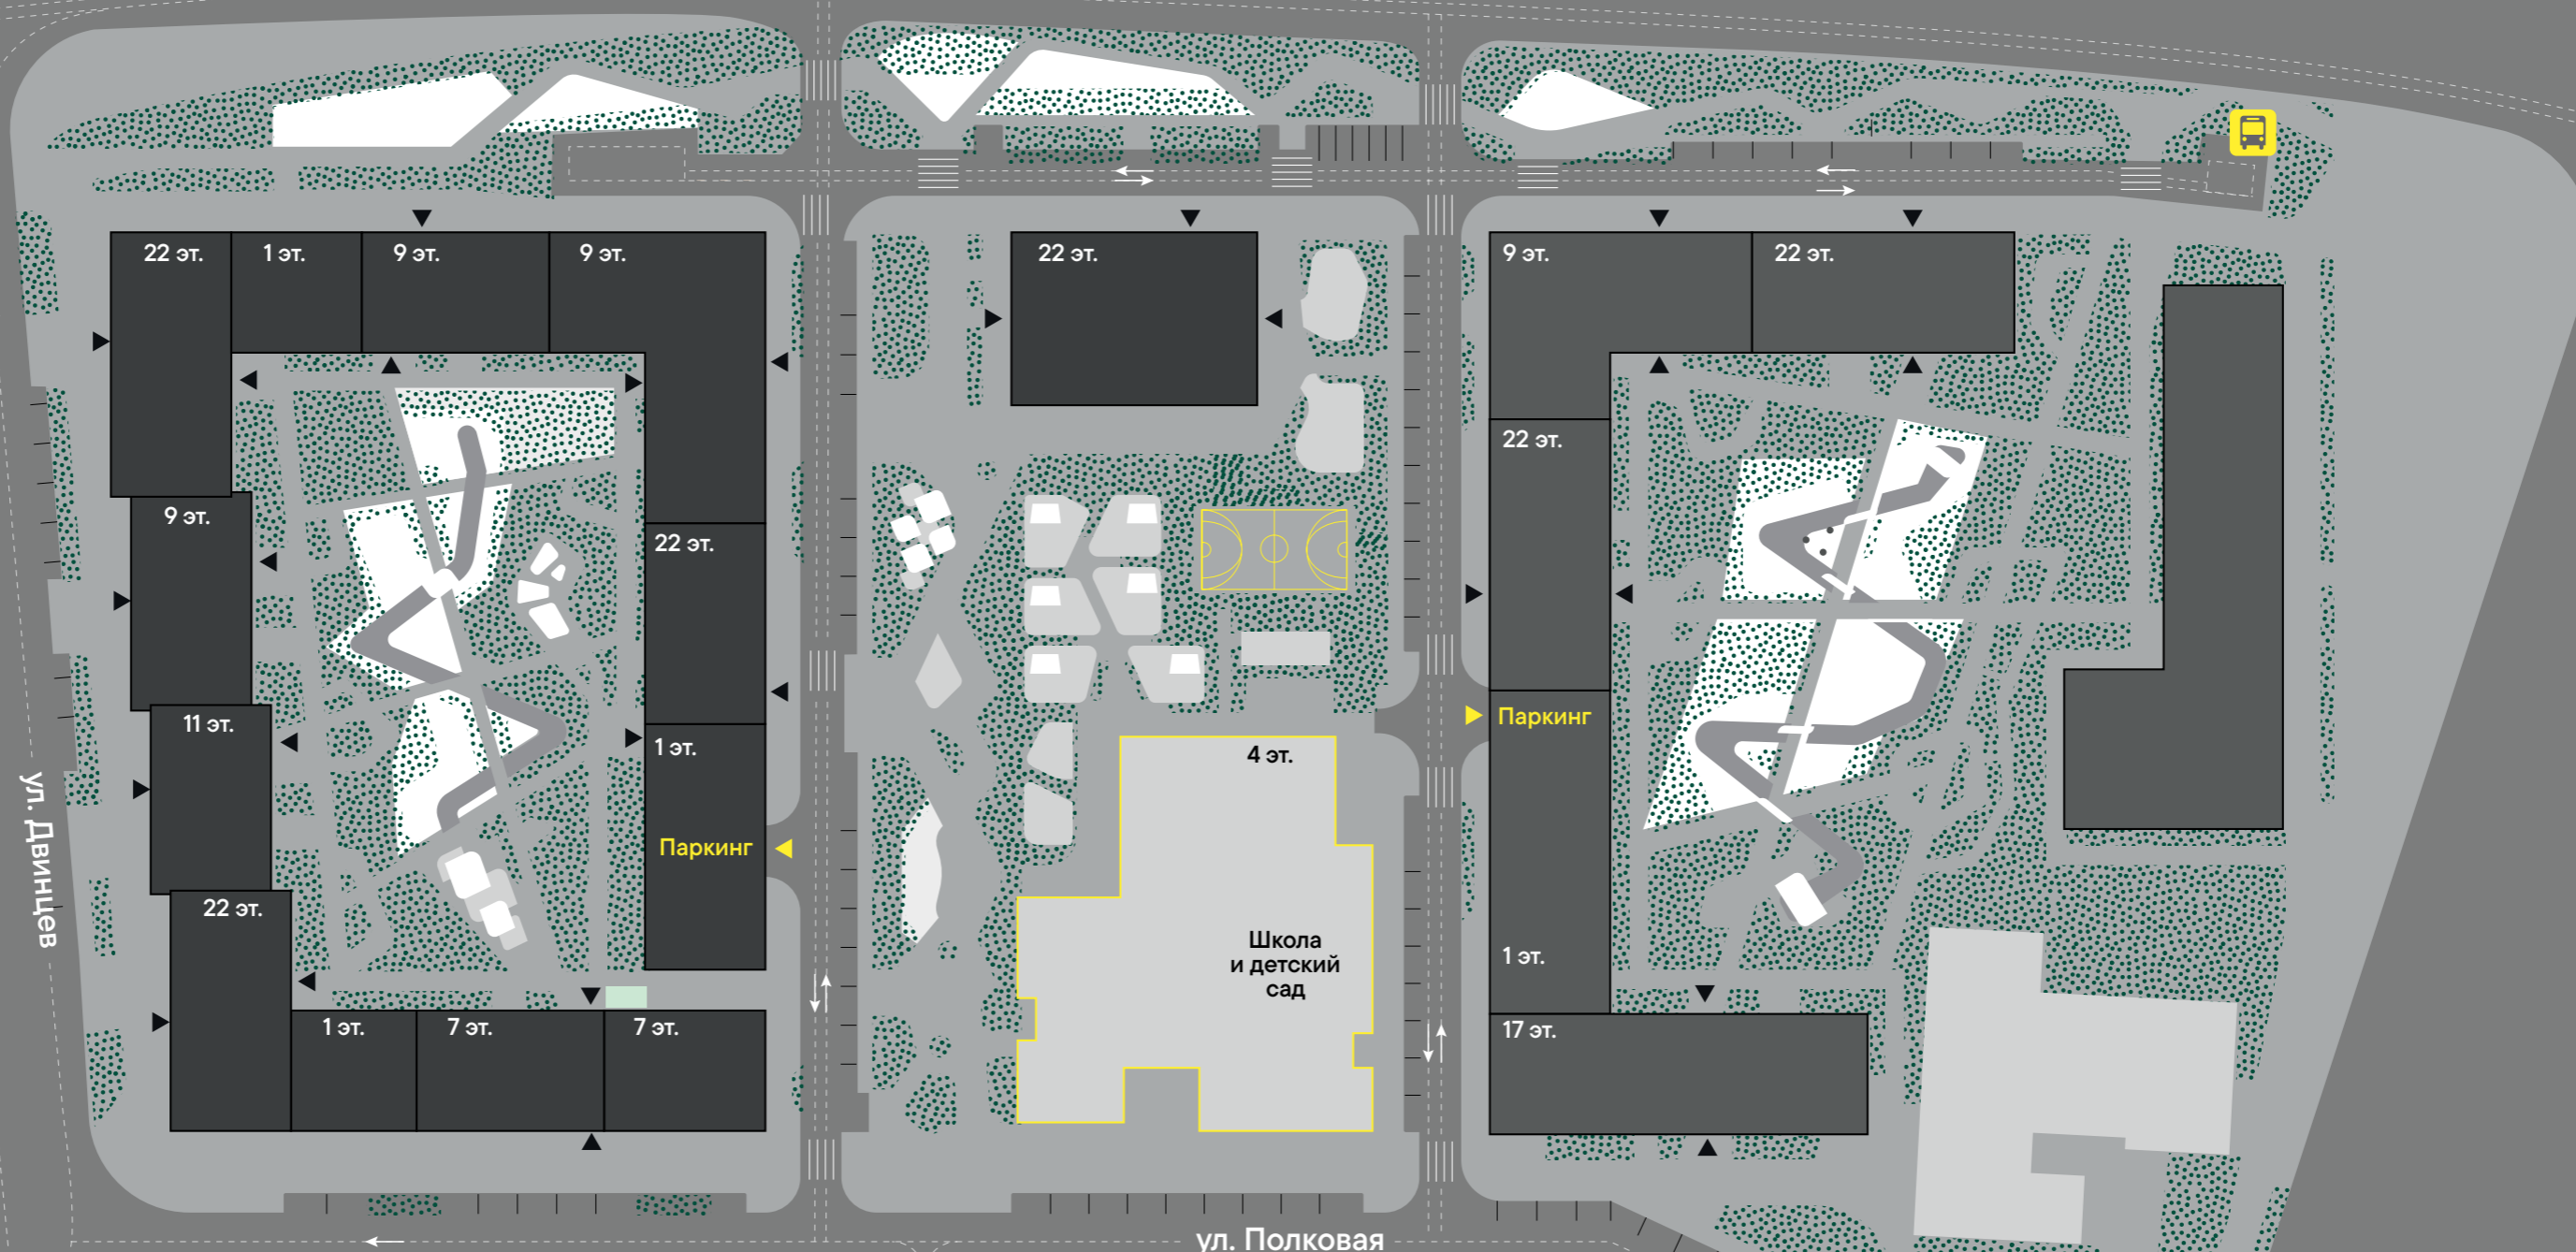 22 эт.
1 эт.
9 эт.
9 эт.
22 эт.
9 эт.
22 эт.
22 эт.
9 эт.
22 эт.
11 эт.
Паркинг
1 эт.
4 эт.
ул. Двинцев
Паркинг
22 эт.
Школа
и детский
сад
1 эт.
1 эт.
7 эт.
7 эт.
17 эт.
ул. Полковая